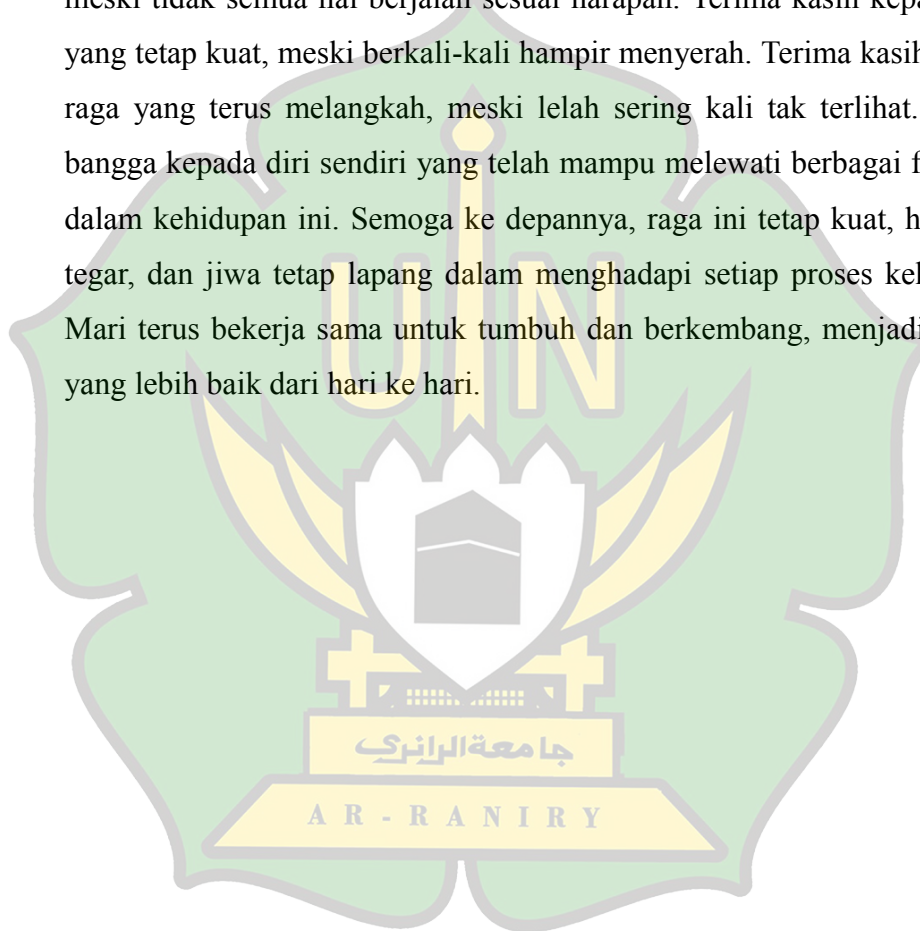 meski tidak semua hal berjalan sesuai harapan. Terima kasih
yang tetap kuat, meski berkali-kali hampir menyerah. Terima kasih
raga yang terus melangkah, meski lelah sering kali tak terlihat.
bangga kepada diri sendiri yang telah mampu melewati berbagai
dalam kehidupan ini. Semoga ke depannya, raga ini tetap kuat,
tegar, dan jiwa tetap lapang dalam menghadapi setiap proses
Mari terus bekerja sama untuk tumbuh dan berkembang, menjadi
yang lebih baik dari hari ke hari.
UIN
جامعة الرانري
AR-RANIRY